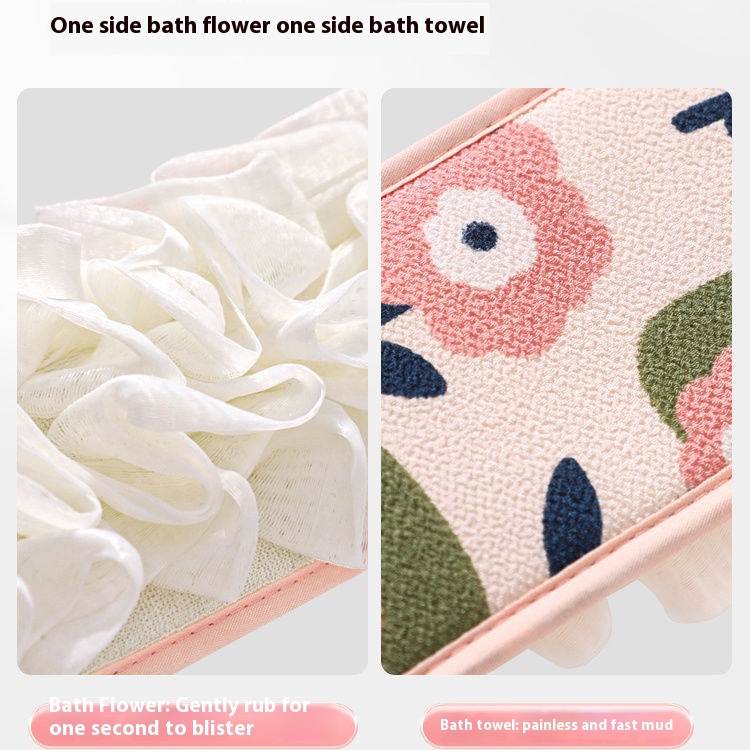 One side bath flower one side bath towel
Bath Flower: Gently rub for
one second to blister
Bath towel: painless and fast mud